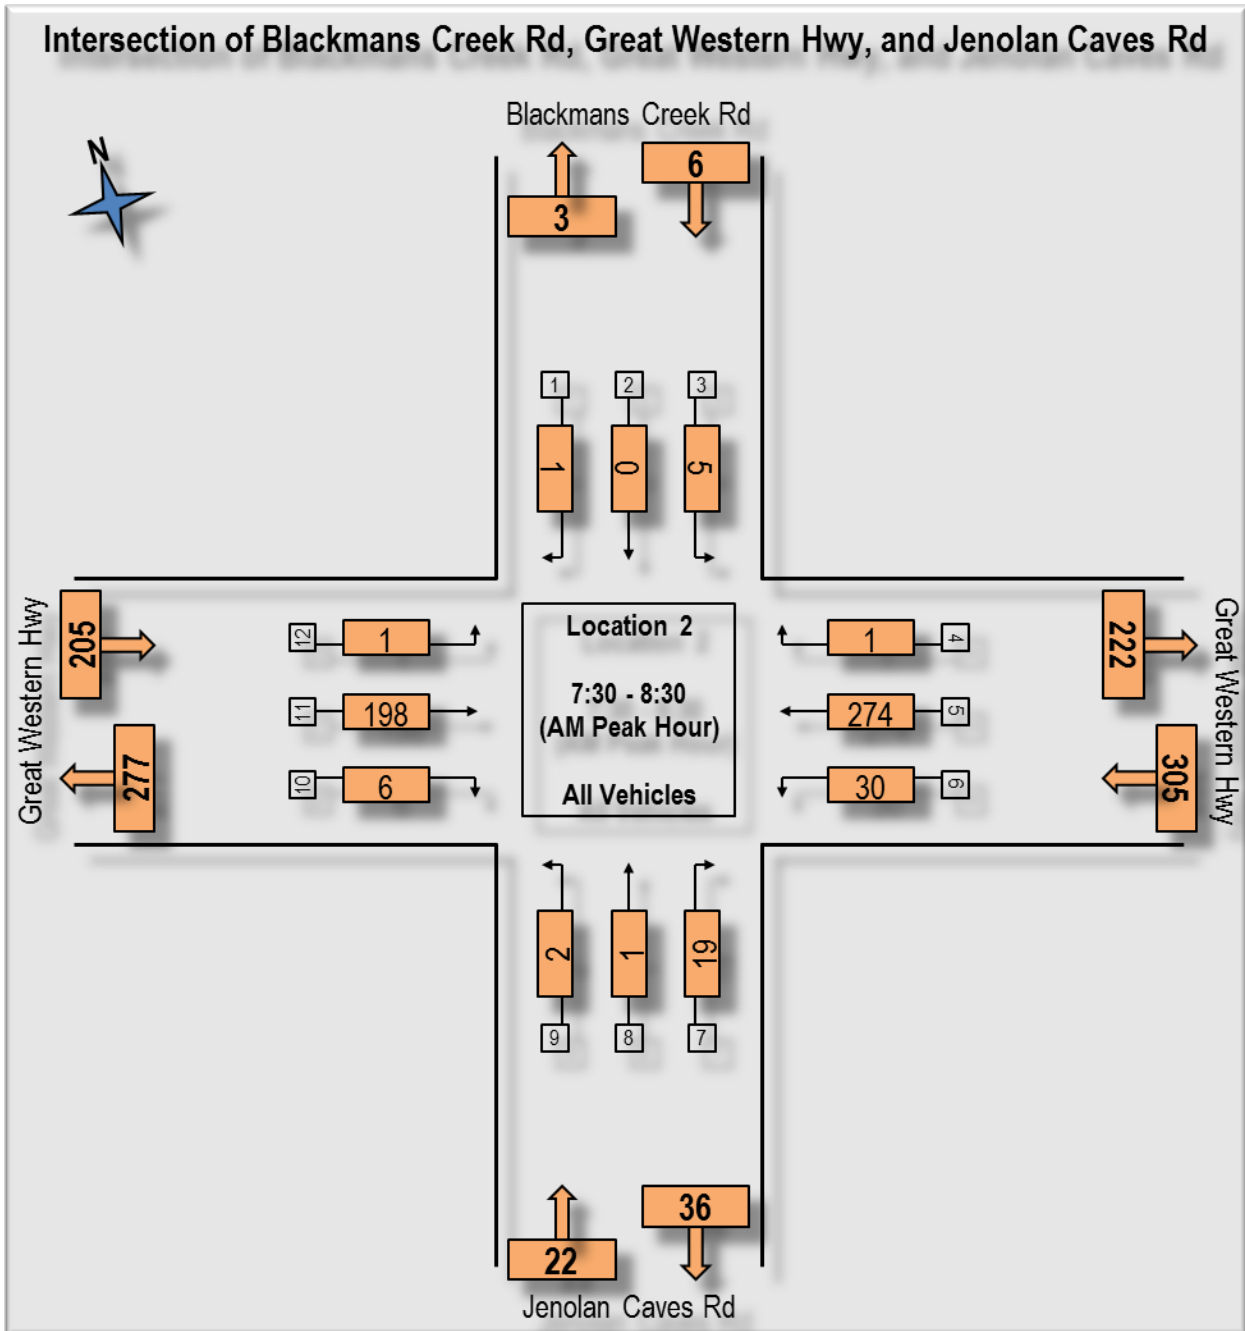 Intersection of Blackmans Creek Rd, Great Western Hwy, and Jenolan Caves Rd
Blackmans Creek Rd
N
6
3
1 2 3
1 0 5
Great Western Hwy
205
277
12 1
11 198
10 6
Location 2
7:30 - 8:30
(AM Peak Hour)
All Vehicles
1 4
274 5
30 6
222
305
Great Western Hwy
2 1 19
9 8 7
36
22
Jenolan Caves Rd